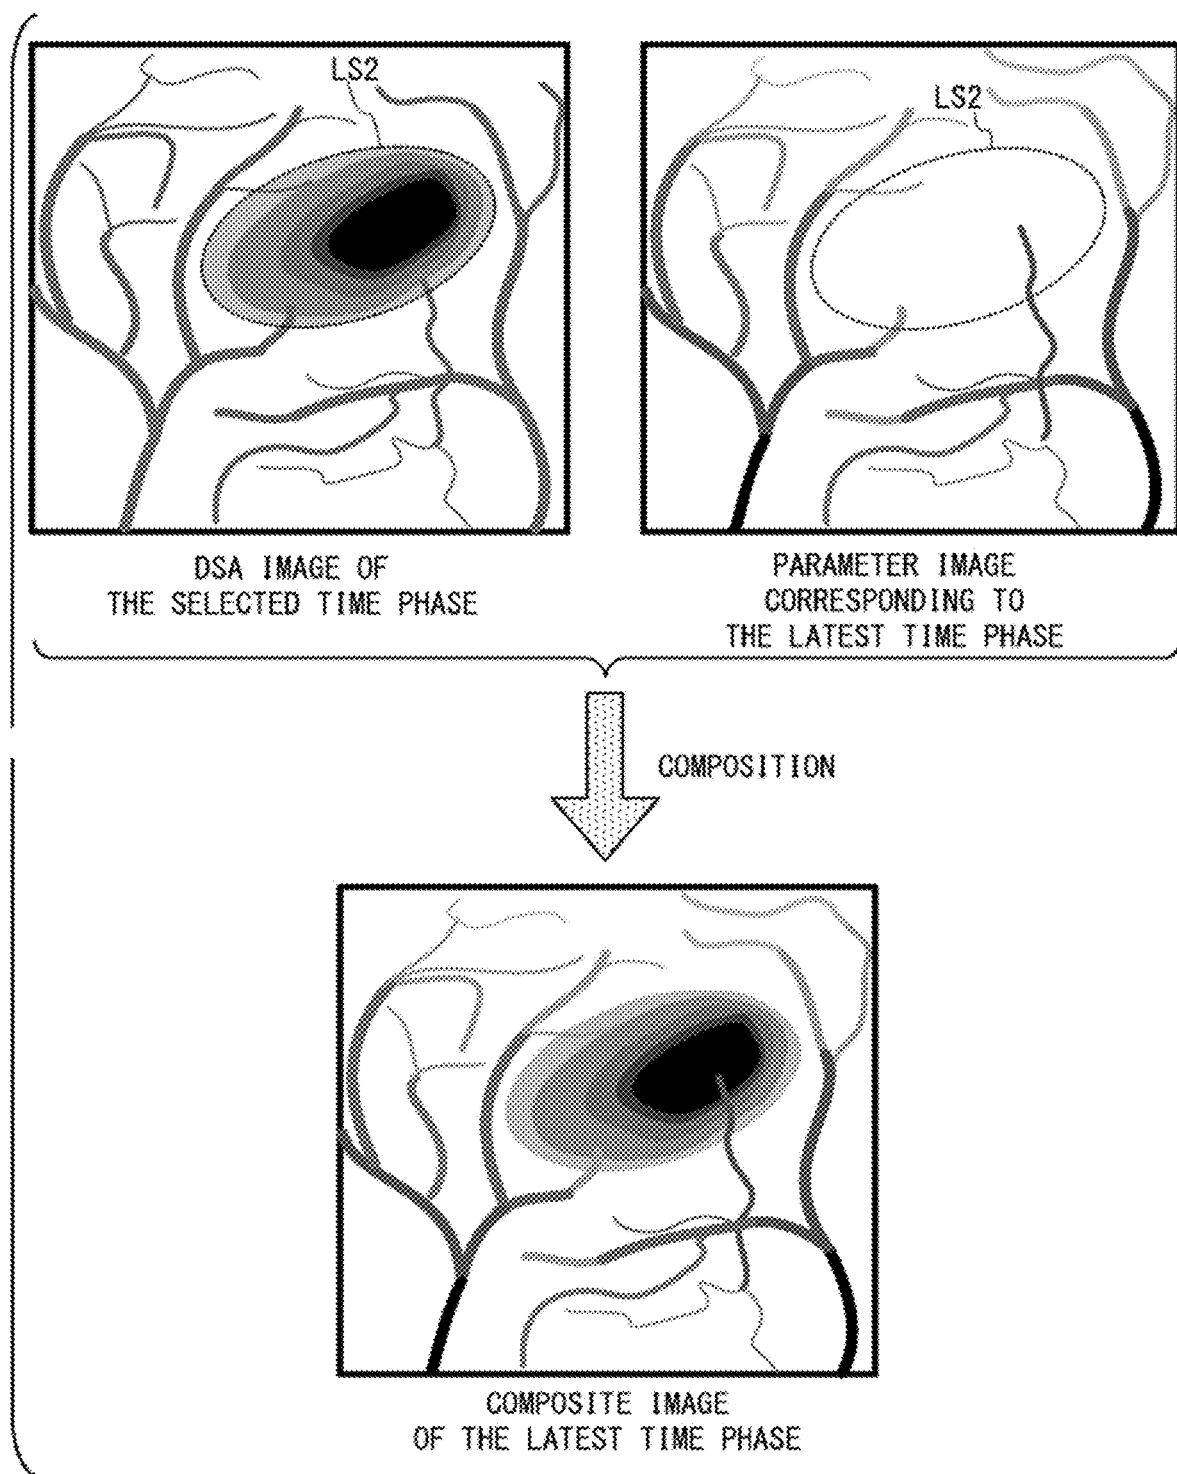 LS2
LS2
DSA IMAGE OF
THE SELECTED TIME PHASE
PARAMETER IMAGE
CORRESPONDING TO
THE LATEST TIME PHASE
COMPOSITION
COMPOSITE IMAGE
OF THE LATEST TIME PHASE